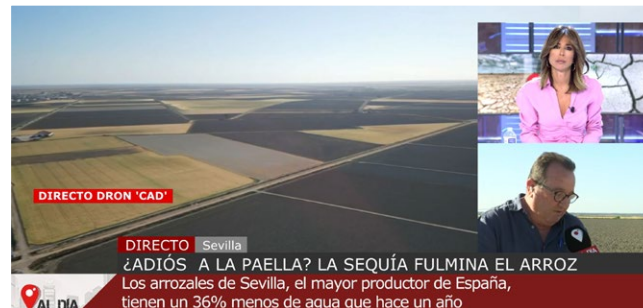 DIRECTO DRON 'CAD'
DIRECTO Sevilla
¿ADIÓS A LA PAELLA? LA SEQUÍA FULMINA EL ARROZ
Los arrozales de Sevilla, el mayor productor de España,
tienen un 36% menos de agua que hace un año
AL DÍA